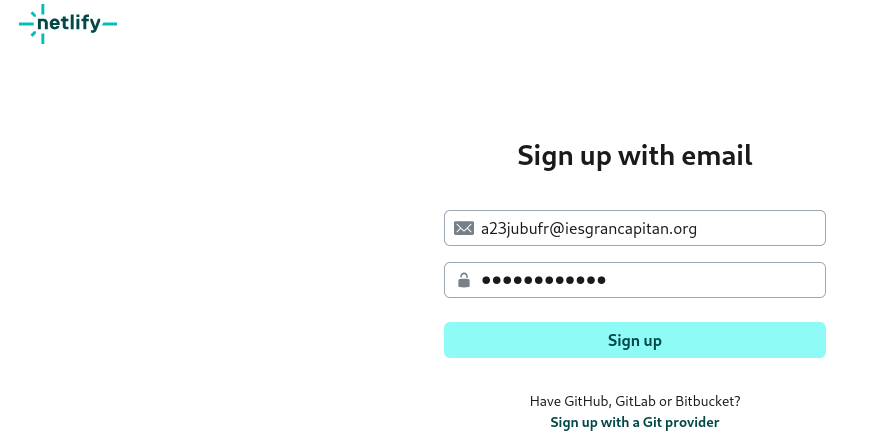 netlify
Sign up with email
a23jubufr@iesgrancapitan.org
●●●●●●●●●●●●
Sign up
Have GitHub, GitLab or Bitbucket?
Sign up with a Git provider